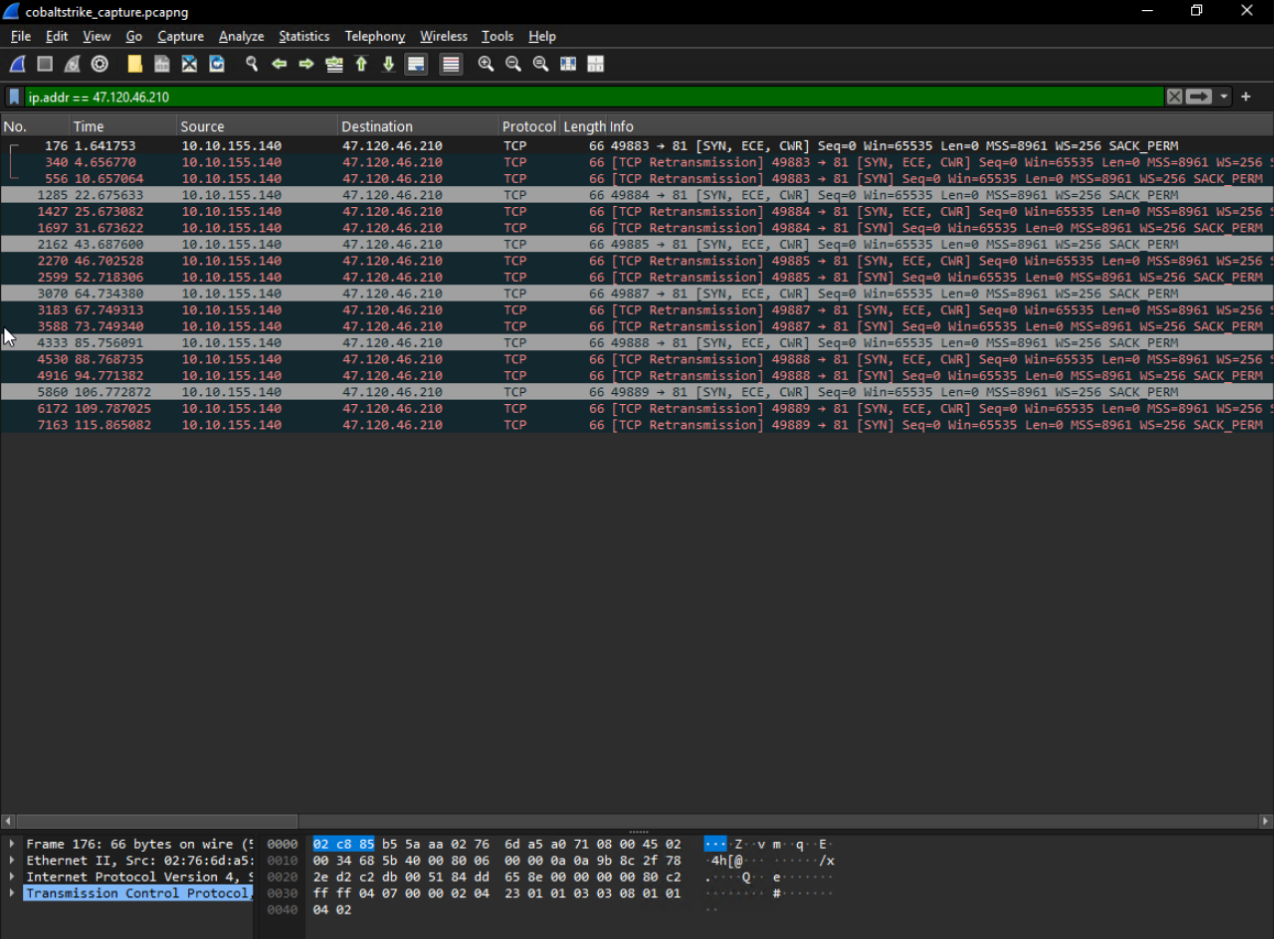 cobaltstrike_capture.pcapng
File Edit View Go Capture Analyze Statistics Telephony Wireless Tools Help
ip.addr == 47.120.46.210
No. Time Source Destination Protocol Length Info
176 1.641753 10.10.155.140 47.120.46.210 TCP 66 49883 → 81 [SYN, ECE, CWR] Seq=0 Win=65535 Len=0 MSS=8961 WS=256 SACK_PERM
340 4.656770 10.10.155.140 47.120.46.210 TCP 66 [TCP Retransmission] 49883 → 81 [SYN, ECE, CWR] Seq=0 Win=65535 Len=0 MSS=8961 WS=256
556 10.657064 10.10.155.140 47.120.46.210 TCP 66 [TCP Retransmission] 49883 → 81 [SYN] Seq=0 Win=65535 Len=0 MSS=8961 WS=256 SACK_PERM
1285 22.675633 10.10.155.140 47.120.46.210 TCP 66 49884 → 81 [SYN, ECE, CWR] Seq=0 Win=65535 Len=0 MSS=8961 WS=256 SACK_PERM
1427 25.673082 10.10.155.140 47.120.46.210 TCP 66 [TCP Retransmission] 49884 → 81 [SYN, ECE, CWR] Seq=0 Win=65535 Len=0 MSS=8961 WS=256
1697 31.673622 10.10.155.140 47.120.46.210 TCP 66 [TCP Retransmission] 49884 → 81 [SYN] Seq=0 Win=65535 Len=0 MSS=8961 WS=256 SACK_PERM
2162 43.687600 10.10.155.140 47.120.46.210 TCP 66 49885 → 81 [SYN, ECE, CWR] Seq=0 Win=65535 Len=0 MSS=8961 WS=256 SACK_PERM
2270 46.702528 10.10.155.140 47.120.46.210 TCP 66 [TCP Retransmission] 49885 → 81 [SYN, ECE, CWR] Seq=0 Win=65535 Len=0 MSS=8961 WS=256
2599 52.718306 10.10.155.140 47.120.46.210 TCP 66 [TCP Retransmission] 49885 → 81 [SYN] Seq=0 Win=65535 Len=0 MSS=8961 WS=256 SACK_PERM
3070 64.734380 10.10.155.140 47.120.46.210 TCP 66 49887 → 81 [SYN, ECE, CWR] Seq=0 Win=65535 Len=0 MSS=8961 WS=256 SACK_PERM
3183 67.749313 10.10.155.140 47.120.46.210 TCP 66 [TCP Retransmission] 49887 → 81 [SYN, ECE, CWR] Seq=0 Win=65535 Len=0 MSS=8961 WS=256
3588 73.749340 10.10.155.140 47.120.46.210 TCP 66 [TCP Retransmission] 49887 → 81 [SYN] Seq=0 Win=65535 Len=0 MSS=8961 WS=256 SACK_PERM
4333 85.756091 10.10.155.140 47.120.46.210 TCP 66 49888 → 81 [SYN, ECE, CWR] Seq=0 Win=65535 Len=0 MSS=8961 WS=256 SACK_PERM
4530 88.768735 10.10.155.140 47.120.46.210 TCP 66 [TCP Retransmission] 49888 → 81 [SYN, ECE, CWR] Seq=0 Win=65535 Len=0 MSS=8961 WS=256
4916 94.771382 10.10.155.140 47.120.46.210 TCP 66 [TCP Retransmission] 49888 → 81 [SYN] Seq=0 Win=65535 Len=0 MSS=8961 WS=256 SACK_PERM
5860 106.772872 10.10.155.140 47.120.46.210 TCP 66 49889 → 81 [SYN, ECE, CWR] Seq=0 Win=65535 Len=0 MSS=8961 WS=256 SACK_PERM
6172 109.787025 10.10.155.140 47.120.46.210 TCP 66 [TCP Retransmission] 49889 → 81 [SYN, ECE, CWR] Seq=0 Win=65535 Len=0 MSS=8961 WS=256
7163 115.865082 10.10.155.140 47.120.46.210 TCP 66 [TCP Retransmission] 49889 → 81 [SYN] Seq=0 Win=65535 Len=0 MSS=8961 WS=256 SACK_PERM
Frame 176: 66 bytes on wire (5 0000 02 c8 85 b5 5a aa 02 76 6d a5 a0 71 08 00 45 02 ····Z··v m··q··E·
Ethernet II, Src: 02:76:6d:a5: 0010 00 34 68 5b 40 00 80 06 00 00 0a 0a 9b 8c 2f 78 ·4h[@··· ······/x
Internet Protocol Version 4, S 0020 2e d2 c2 db 00 51 84 dd 65 8e 00 00 00 00 80 c2 .····Q·· e·······
Transmission Control Protocol, 0030 ff ff 04 07 00 00 02 04 23 01 01 03 03 08 01 01 ········ #·······
0040 04 02 ··